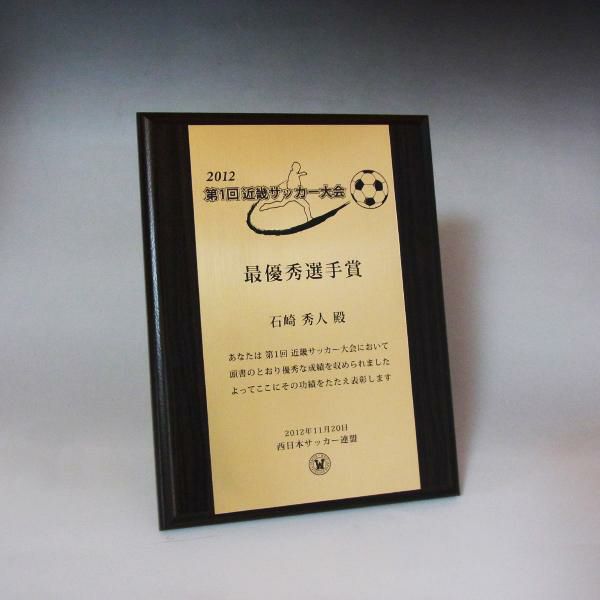 2012
第1回 近畿サッカー大会
最優秀選手賞
石崎 秀人 殿
あなたは 第1回 近畿サッカー大会において
頭書のとおり優秀な成績を収められました
よってここにその功績をたたえ表彰します
2012年11月20日
西日本サッカー連盟
W